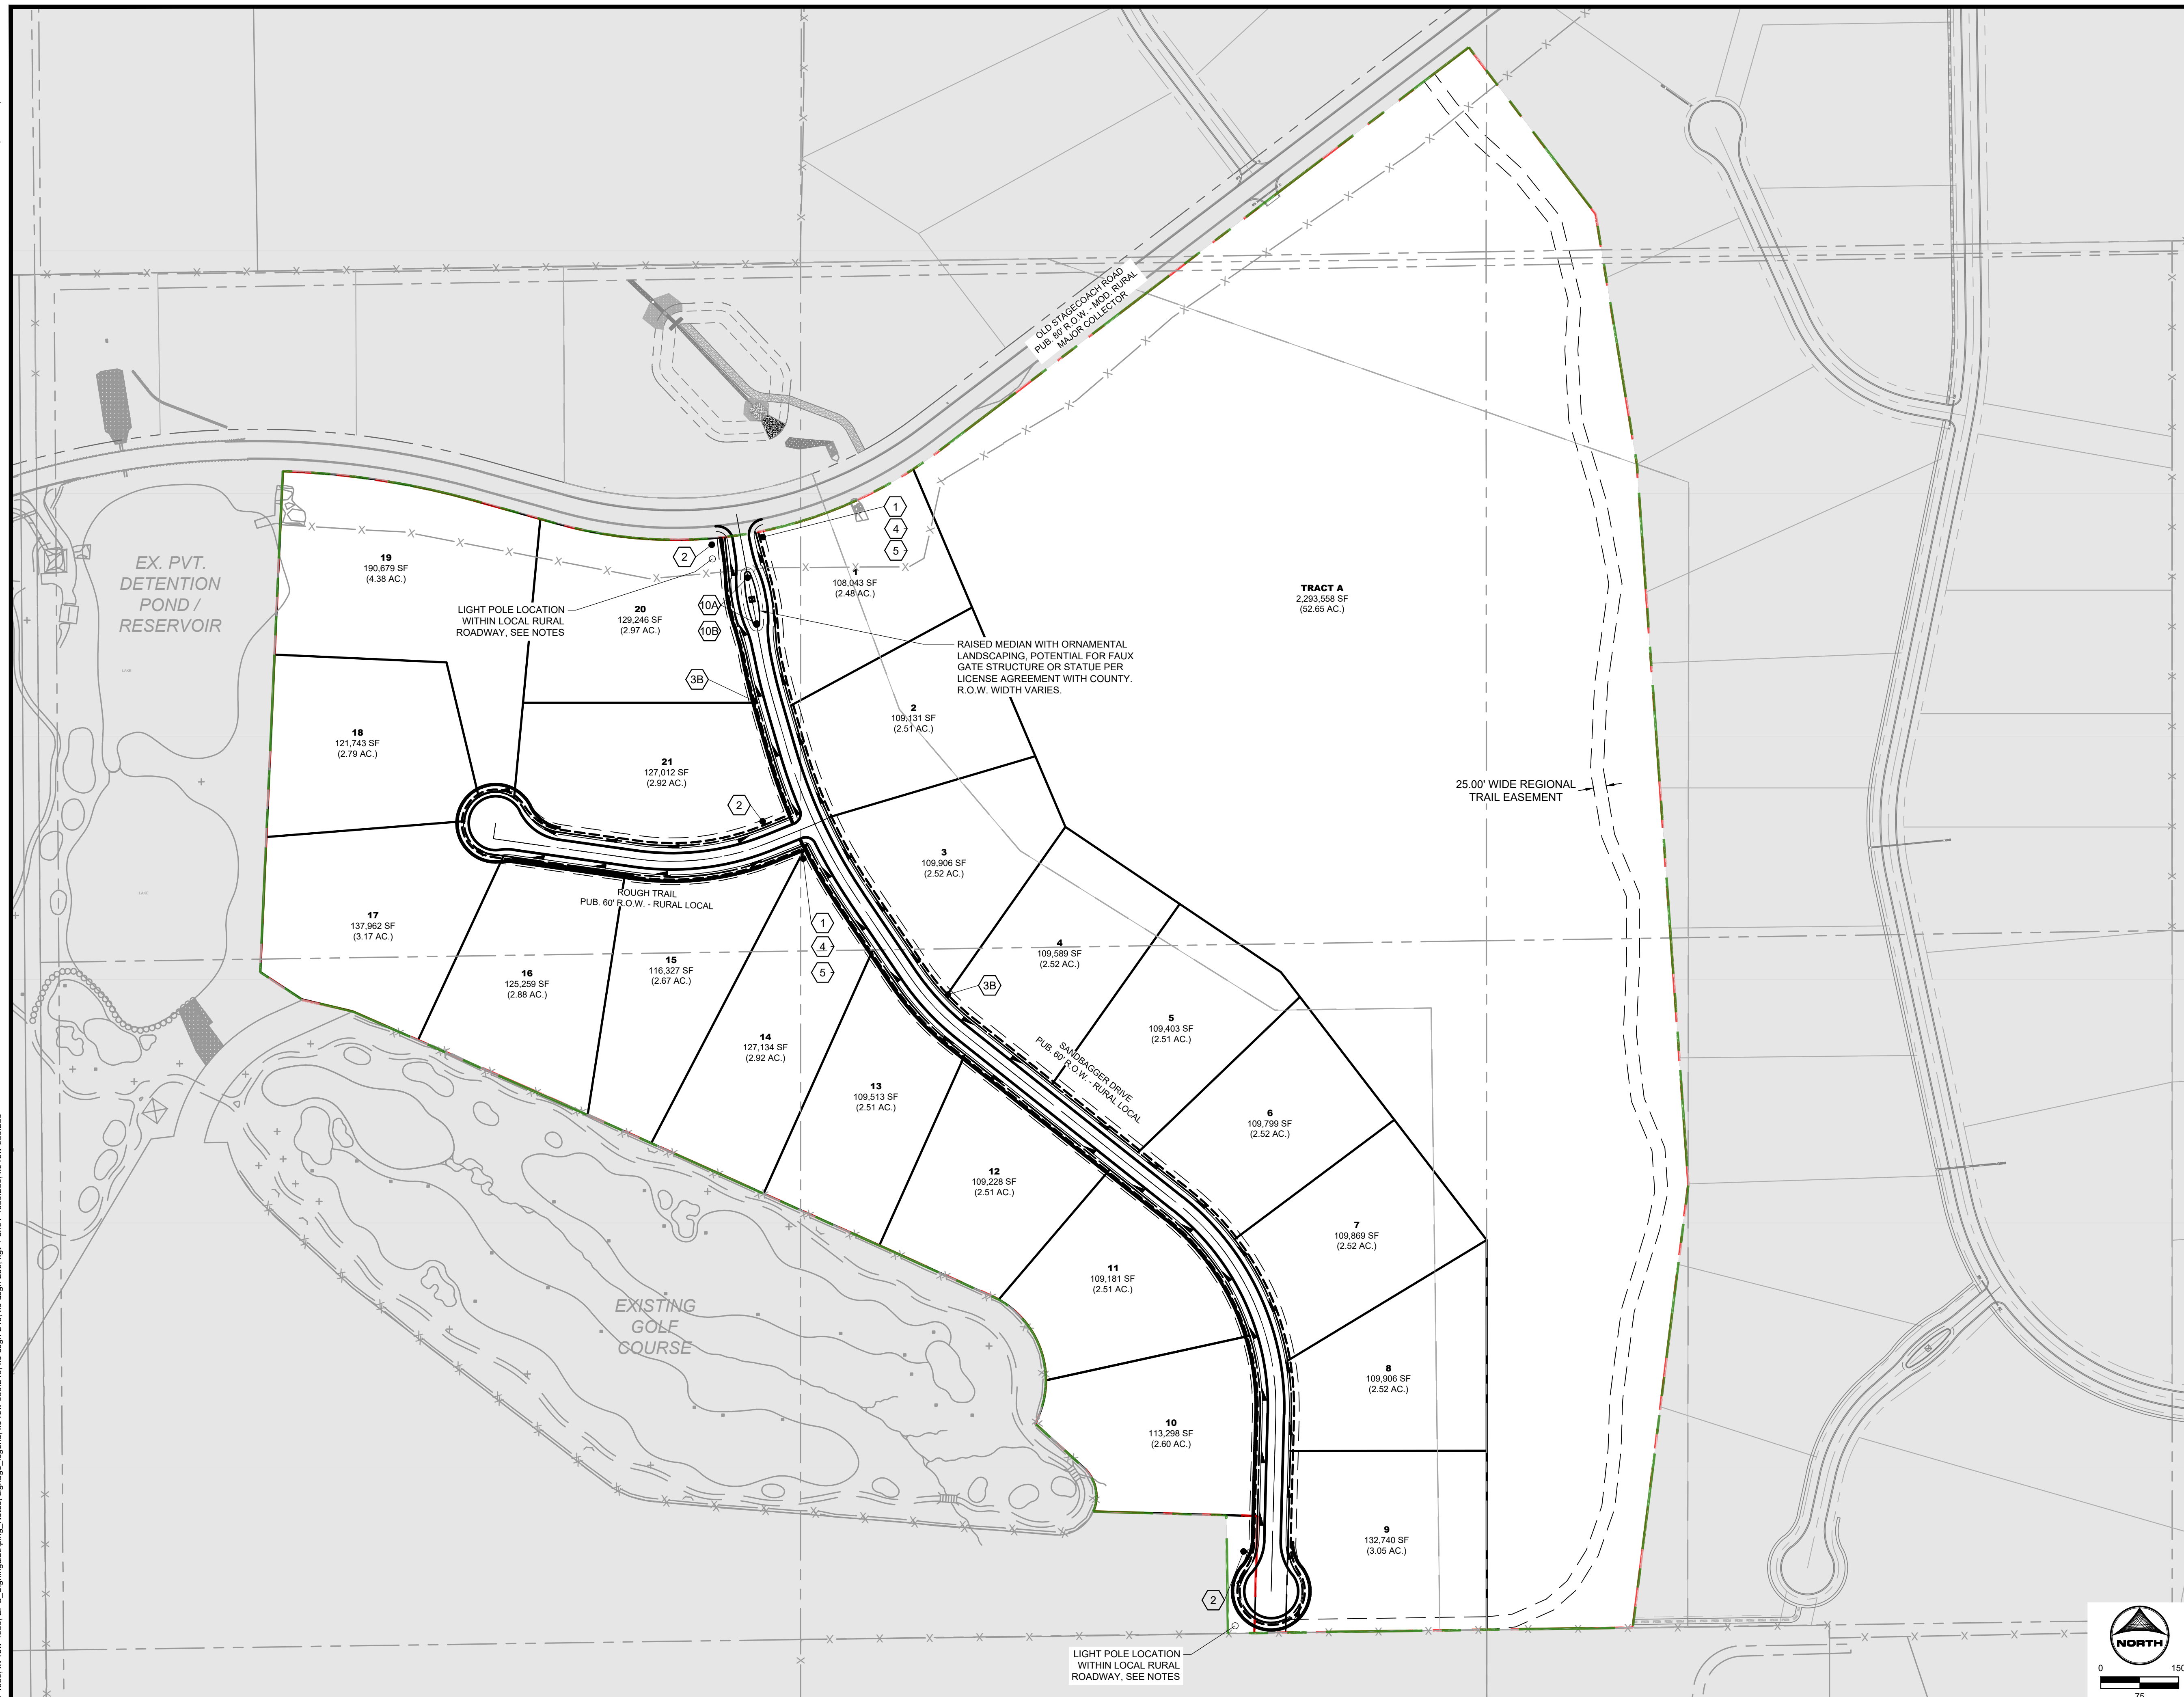 OLD STAGECOACH ROAD
PUB. 80' R.O.W. - MOD. RURAL
MAJOR COLLECTOR
EX. PVT.
DETENTION
POND /
RESERVOIR
19
190,679 SF
(4.38 AC.)
2
1
4
5
LIGHT POLE LOCATION
WITHIN LOCAL RURAL
ROADWAY, SEE NOTES
20
129,246 SF
(2.97 AC.)
10A
10B
1
108,043 SF
(2.48 AC.)
TRACT A
2,293,558 SF
(52.65 AC.)
RAISED MEDIAN WITH ORNAMENTAL
LANDSCAPING, POTENTIAL FOR FAUX
GATE STRUCTURE OR STATUE PER
LICENSE AGREEMENT WITH COUNTY.
R.O.W. WIDTH VARIES.
3B
2
109,131 SF
(2.51 AC.)
18
121,743 SF
(2.79 AC.)
21
127,012 SF
(2.92 AC.)
2
25.00' WIDE REGIONAL
TRAIL EASEMENT
3
109,906 SF
(2.52 AC.)
ROUGH TRAIL
PUB. 60' R.O.W. - RURAL LOCAL
17
137,962 SF
(3.17 AC.)
1
4
5
4
109,589 SF
(2.52 AC.)
16
125,259 SF
(2.88 AC.)
15
116,327 SF
(2.67 AC.)
3B
5
109,403 SF
(2.51 AC.)
14
127,134 SF
(2.92 AC.)
SANDBAGGER DRIVE
PUB. 60' R.O.W. - RURAL LOCAL
13
109,513 SF
(2.51 AC.)
6
109,799 SF
(2.52 AC.)
12
109,228 SF
(2.51 AC.)
7
109,869 SF
(2.52 AC.)
11
109,181 SF
(2.51 AC.)
EXISTING
GOLF
COURSE
8
109,906 SF
(2.52 AC.)
10
113,298 SF
(2.60 AC.)
9
132,740 SF
(3.05 AC.)
2
LIGHT POLE LOCATION
WITHIN LOCAL RURAL
ROADWAY, SEE NOTES
NORTH
0
150
75